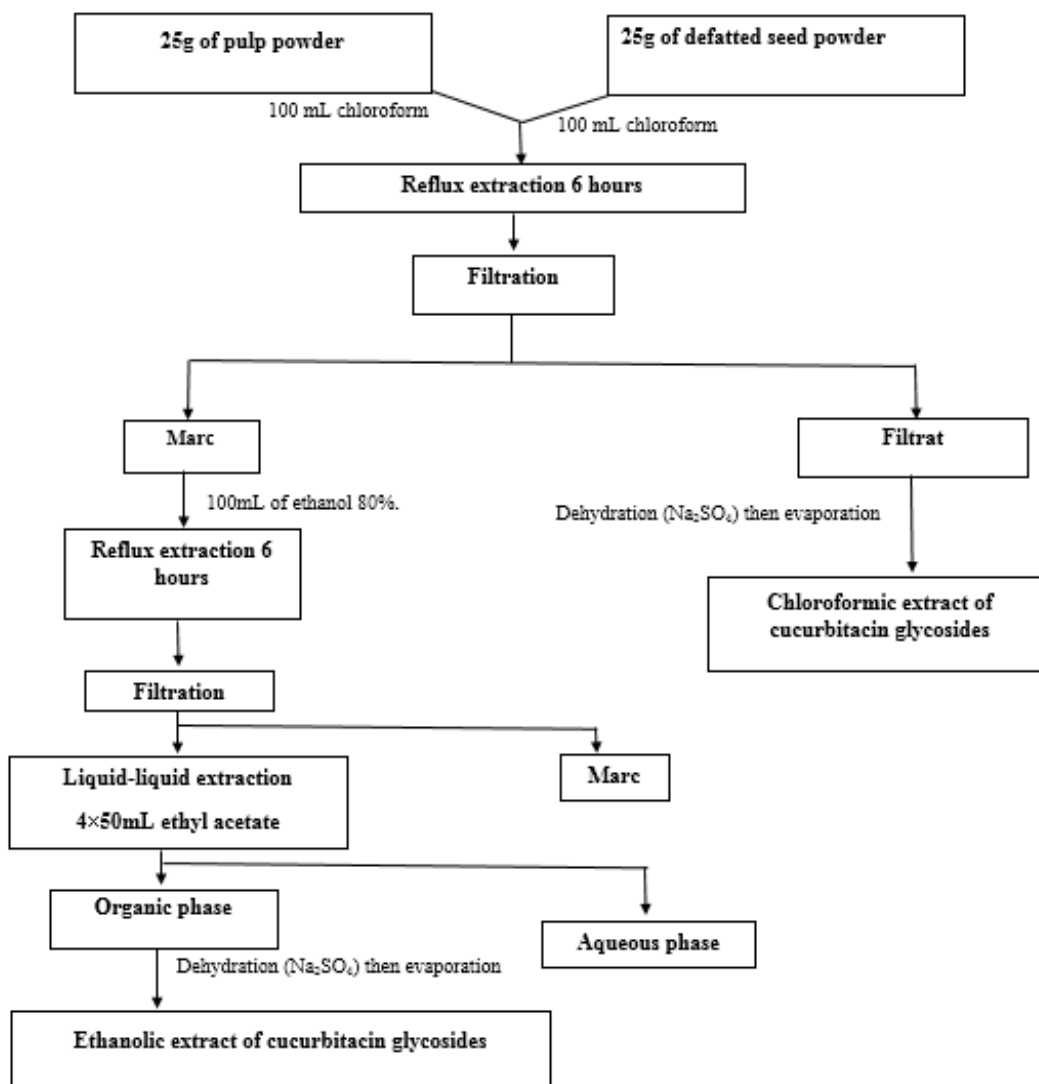 25g of pulp powder
25g of defatted seed powder
100 mL chloroform
100 mL chloroform
Reflux extraction 6 hours
Filtration
Marc
Filtrat
100mL of ethanol 80%.
Dehydration (Na₂SO₄) then evaporation
Reflux extraction 6
hours
Chloroformic extract of
cucurbitacin glycosides
Filtration
Liquid-liquid extraction
4×50mL ethyl acetate
Marc
Organic phase
Aqueous phase
Dehydration (Na₂SO₄) then evaporation
Ethanolic extract of cucurbitacin glycosides